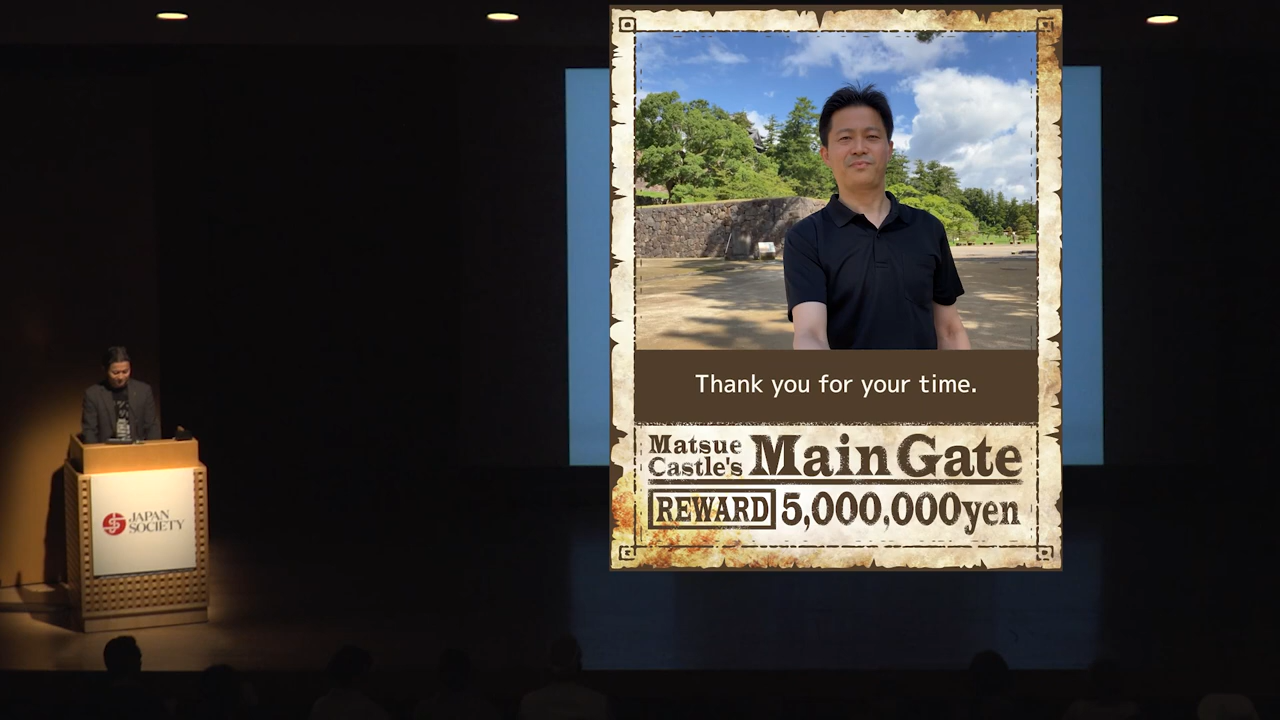 Thank you for your time.
Matsue
Castle's Main Gate
REWARD 5,000,000yen
JAPAN
SOCIETY